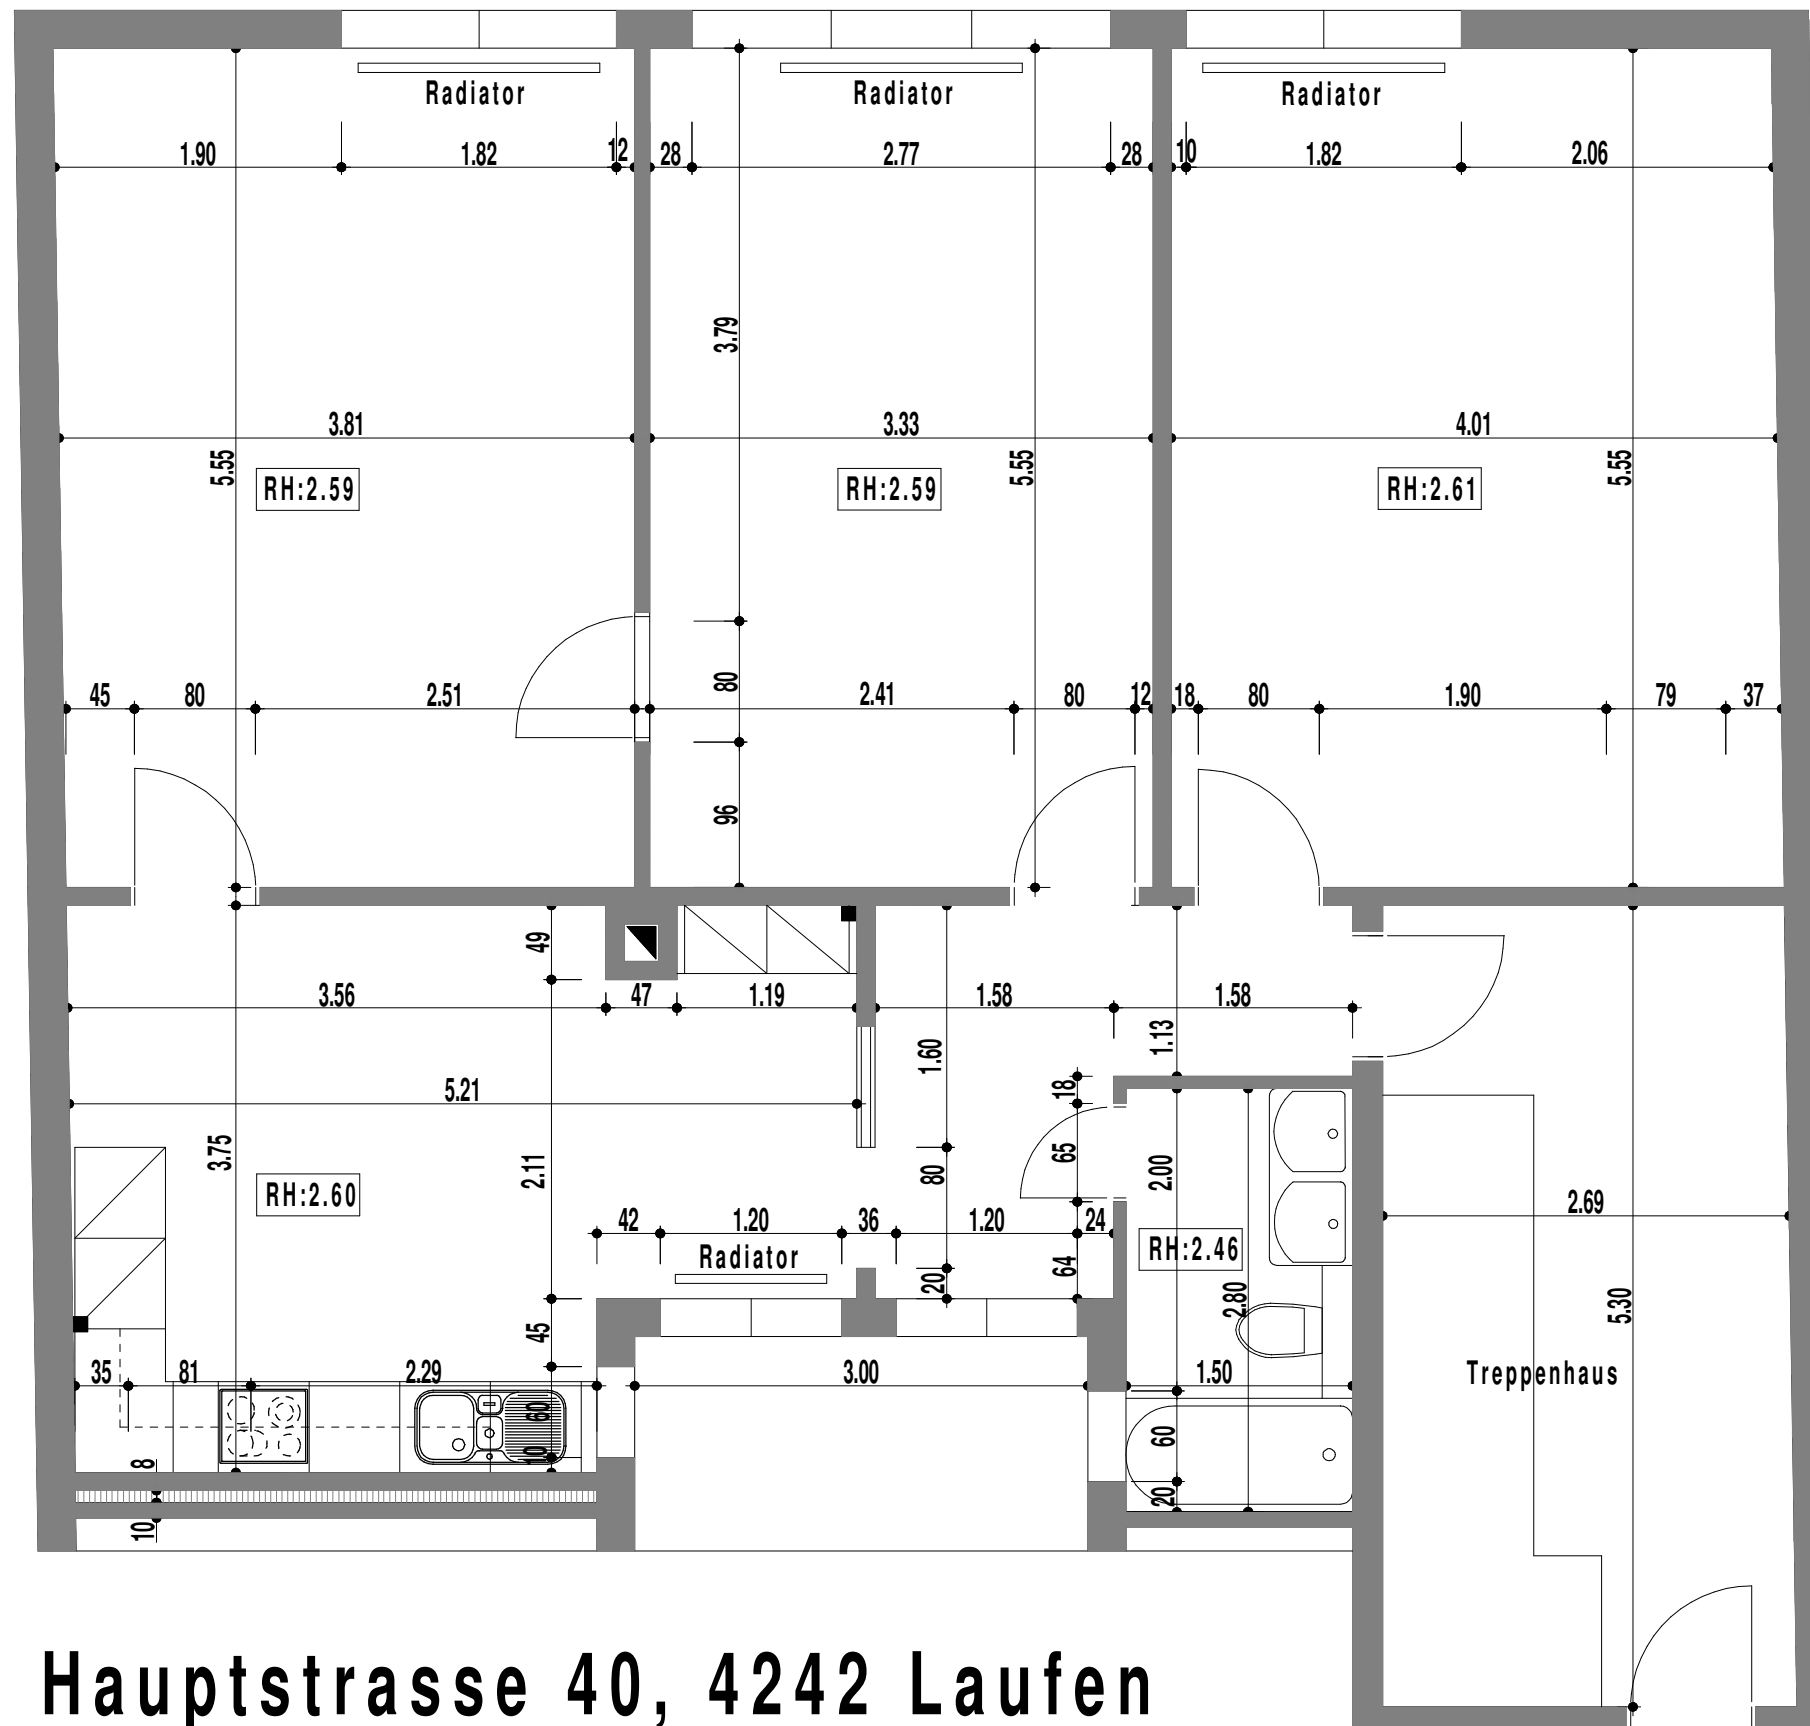 Radiator Radiator Radiator
1.90 1.82 12 28 2.77 28 10 1.82 2.06
3.79
3.81 3.33 4.01
5.55 5.55 5.55
RH:2.59 RH:2.59 RH:2.61
45 80 2.51 80 2.41 80 12 18 80 1.90 79 37
96
49
3.56 47 1.19 1.58 1.58
1.60 1.13
5.21 18
3.75 2.11 80 65 2.00
RH:2.60 2.69
42 1.20 36 1.20 24
Radiator RH:2.46
20 64
45 2.80 5.30
35 81 2.29 3.00 1.50 Treppenhaus
60 60
10
8 20
10
Hauptstrasse 40, 4242 Laufen